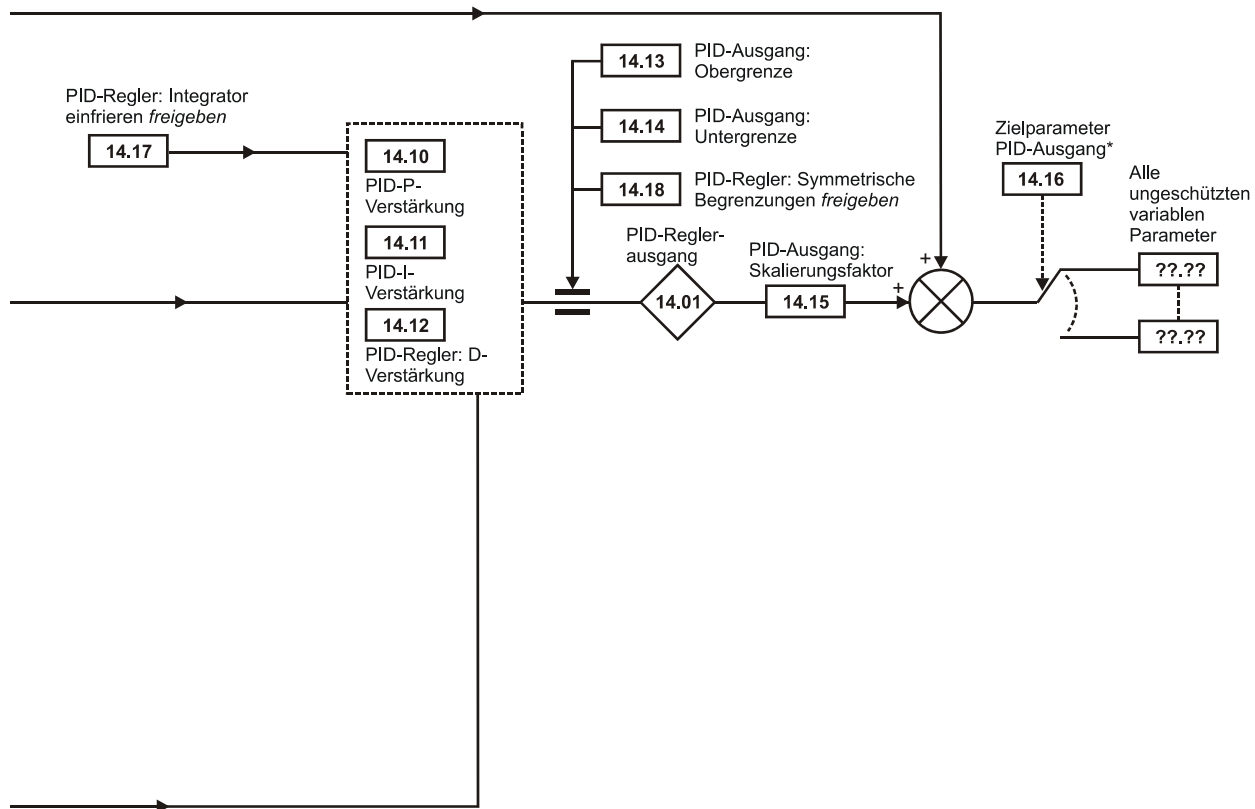 14.13
PID-Ausgang:
Obergrenze
PID-Regler: Integrator
einfrieren freigeben
14.17
14.14
PID-Ausgang:
Untergrenze
14.18
PID-Regler: Symmetrische
Begrenzungen freigeben
14.10
PID-P-
Verstärkung
14.11
PID-I-
Verstärkung
14.12
PID-Regler: D-
Verstärkung
PID-Regler-
ausgang
14.01
PID-Ausgang:
Skalierungsfaktor
14.15
+
+
Zielparameter
PID-Ausgang*
14.16
Alle
ungeschützten
variablen
Parameter
??.??
??.??